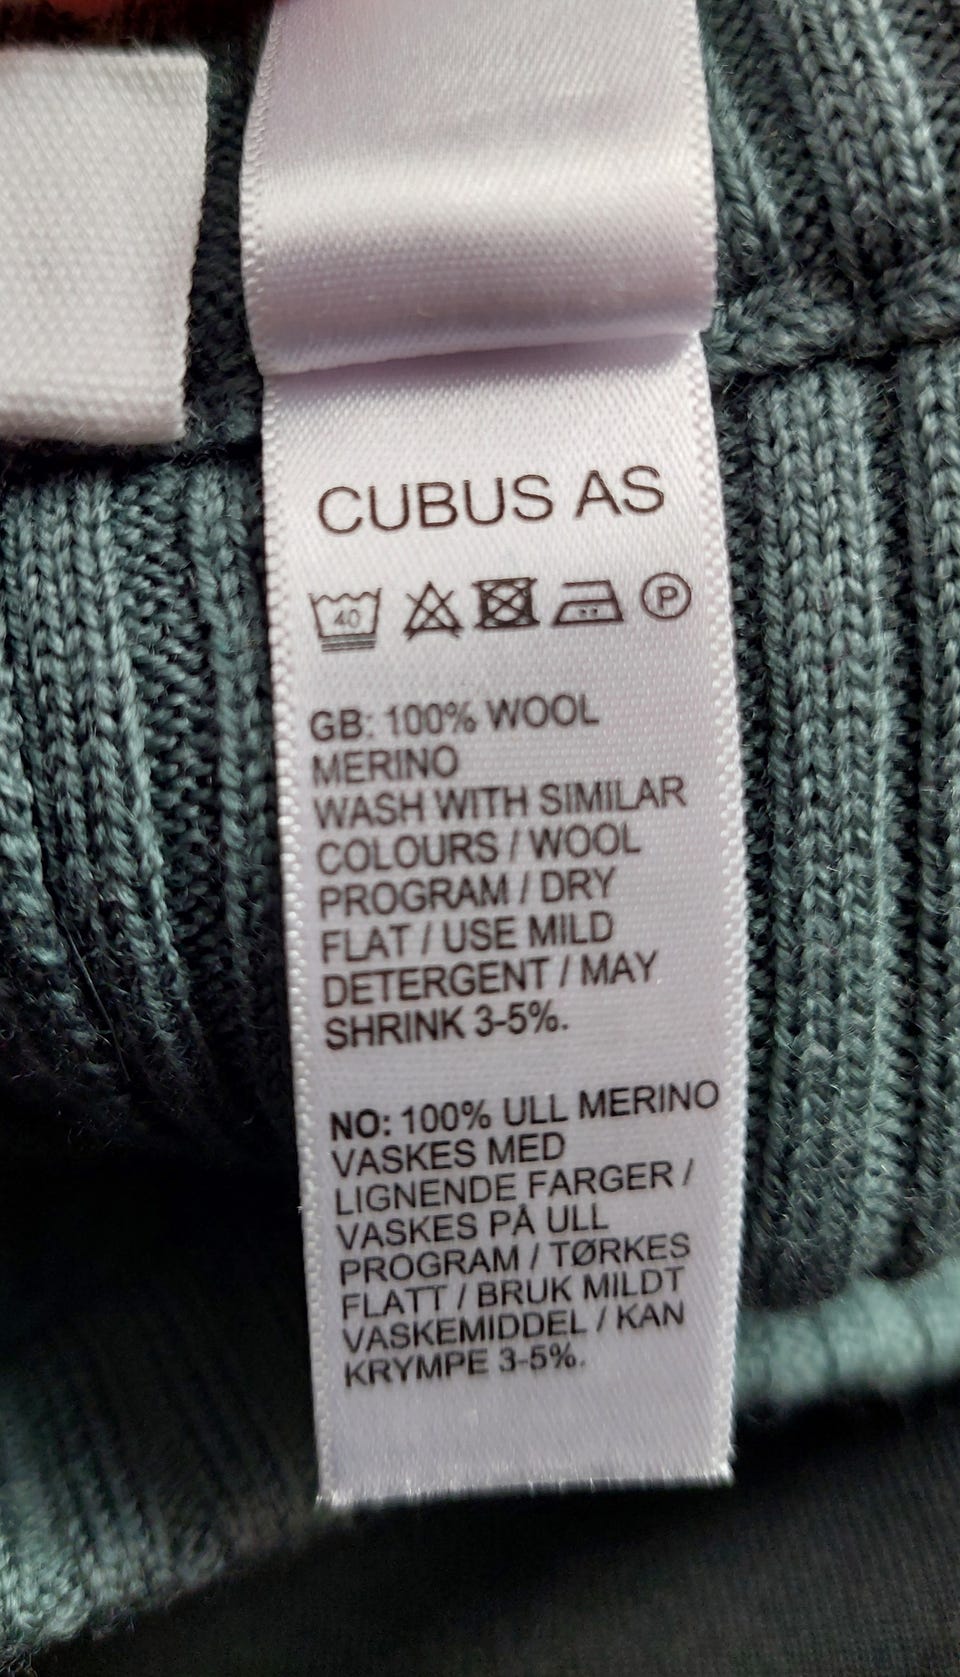 CUBUS AS
40 P
GB: 100% WOOL
MERINO
WASH WITH SIMILAR
COLOURS / WOOL
PROGRAM / DRY
FLAT / USE MILD
DETERGENT / MAY
SHRINK 3-5%.
NO: 100% ULL MERINO
VASKES MED
LIGNENDE FARGER /
VASKES PÅ ULL
PROGRAM / TØRKES
FLATT / BRUK MILDT
VASKEMIDDEL / KAN
KRYMPE 3-5%.